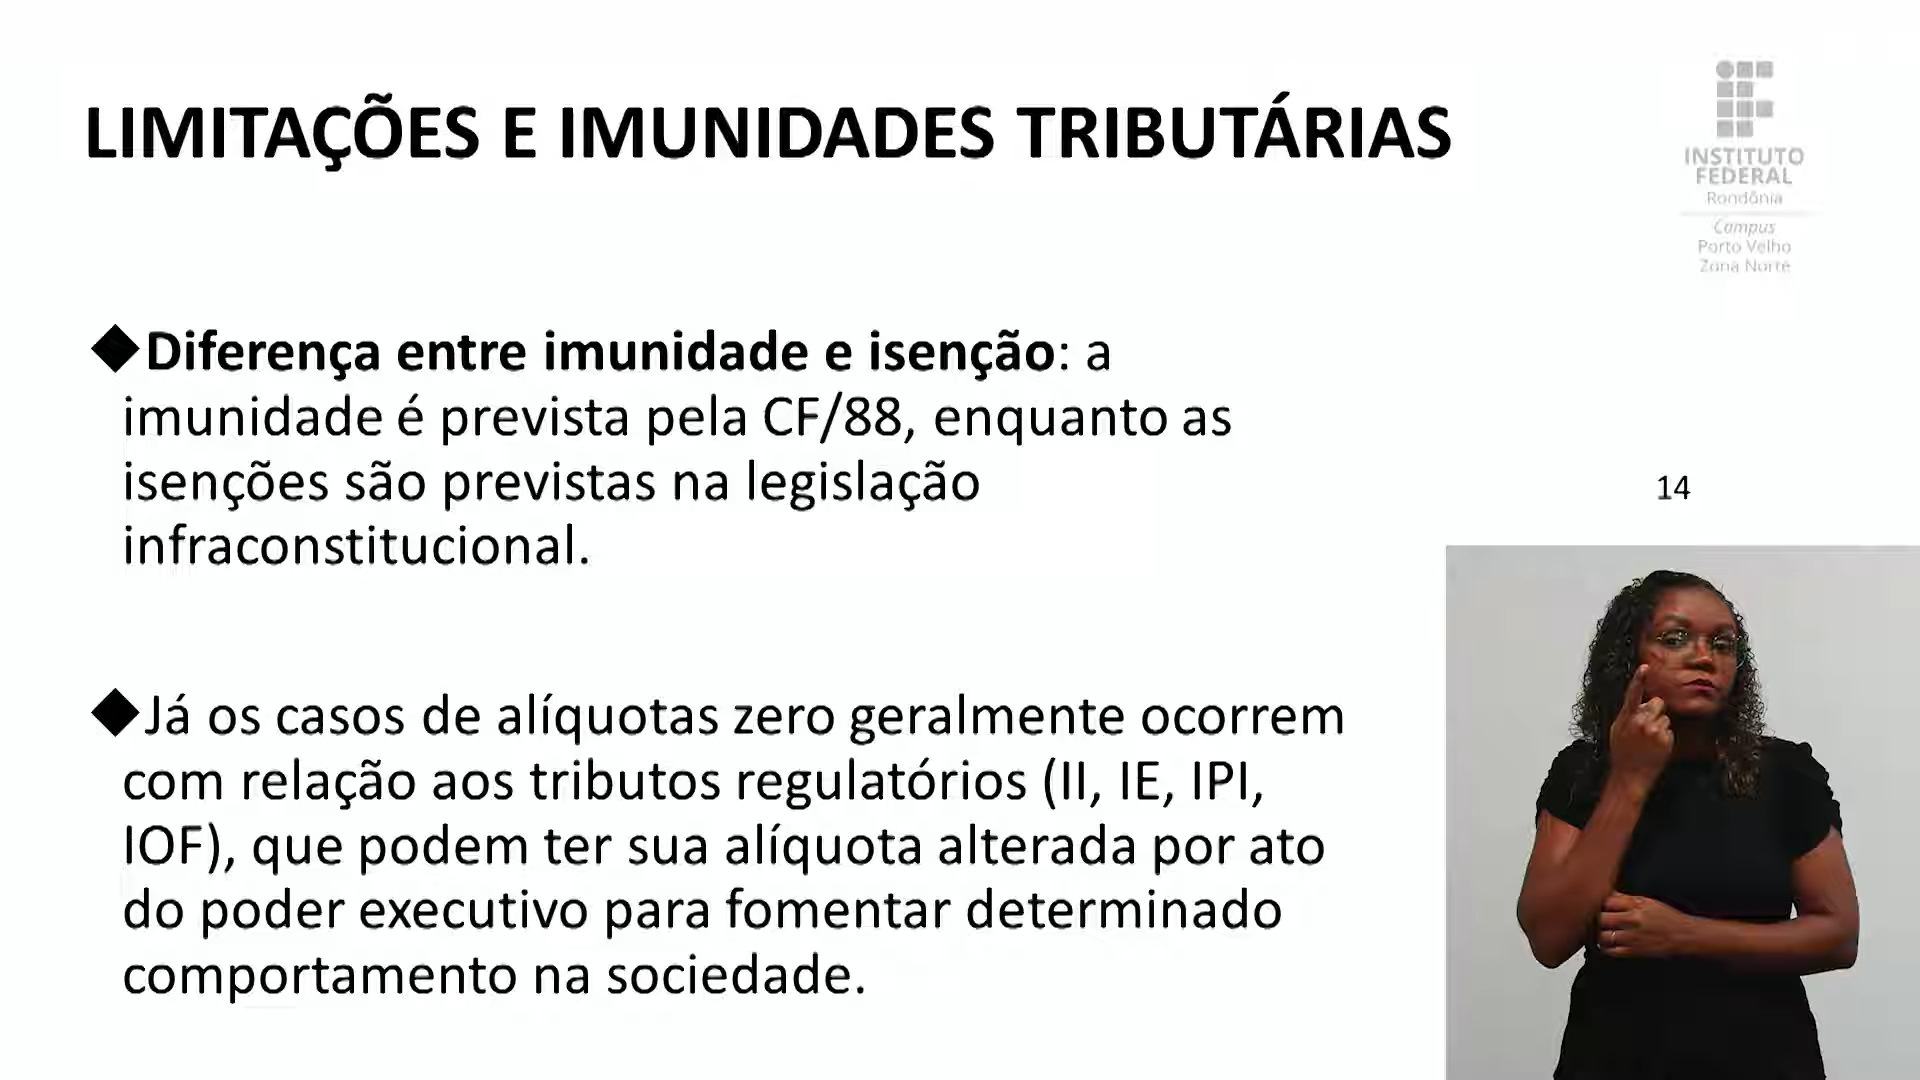 LIMITAÇÕES E IMUNIDADES TRIBUTÁRIAS
INSTITUTO
FEDERAL
Rondônia
Campus
Porto Velho
Zona Norte
◆Diferença entre imunidade e isenção: a
imunidade é prevista pela CF/88, enquanto as
isenções são previstas na legislação
infraconstitucional.
14
◆Já os casos de alíquotas zero geralmente ocorrem
com relação aos tributos regulatórios (II, IE, IPI,
IOF), que podem ter sua alíquota alterada por ato
do poder executivo para fomentar determinado
comportamento na sociedade.